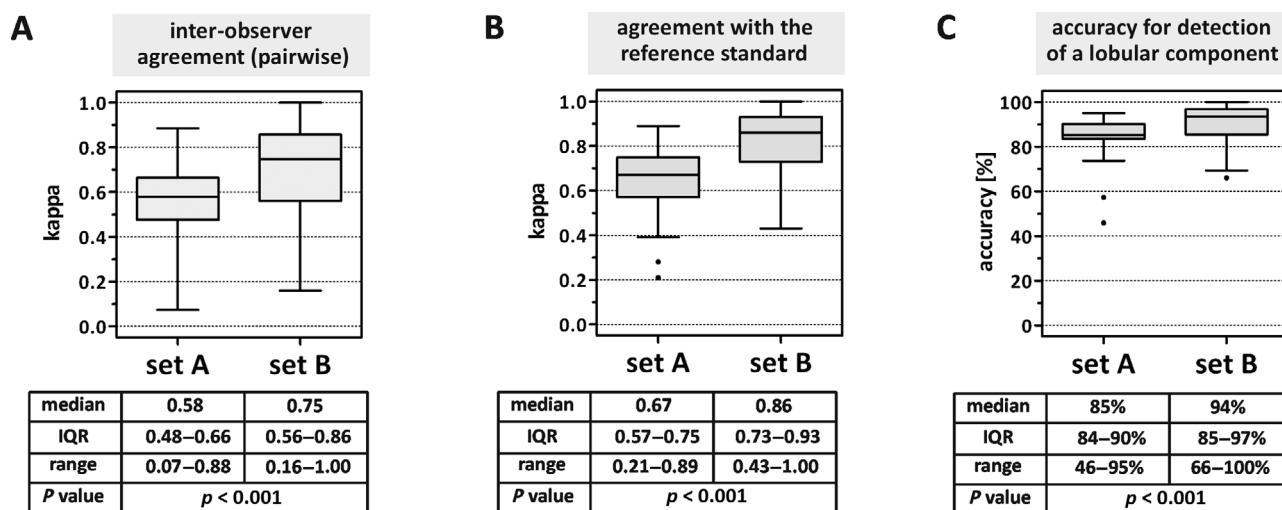 A
inter-observer
agreement (pairwise)
kappa
1.0
0.8
0.6
0.4
0.2
0.0
set A set B
median 0.58 0.75
IQR 0.48–0.66 0.56–0.86
range 0.07–0.88 0.16–1.00
P value p < 0.001
B
agreement with the
reference standard
kappa
1.0
0.8
0.6
0.4
0.2
0.0
set A set B
median 0.67 0.86
IQR 0.57–0.75 0.73–0.93
range 0.21–0.89 0.43–1.00
P value p < 0.001
C
accuracy for detection
of a lobular component
accuracy [%]
100
80
60
40
20
0
set A set B
median 85% 94%
IQR 84–90% 85–97%
range 46–95% 66–100%
P value p < 0.001